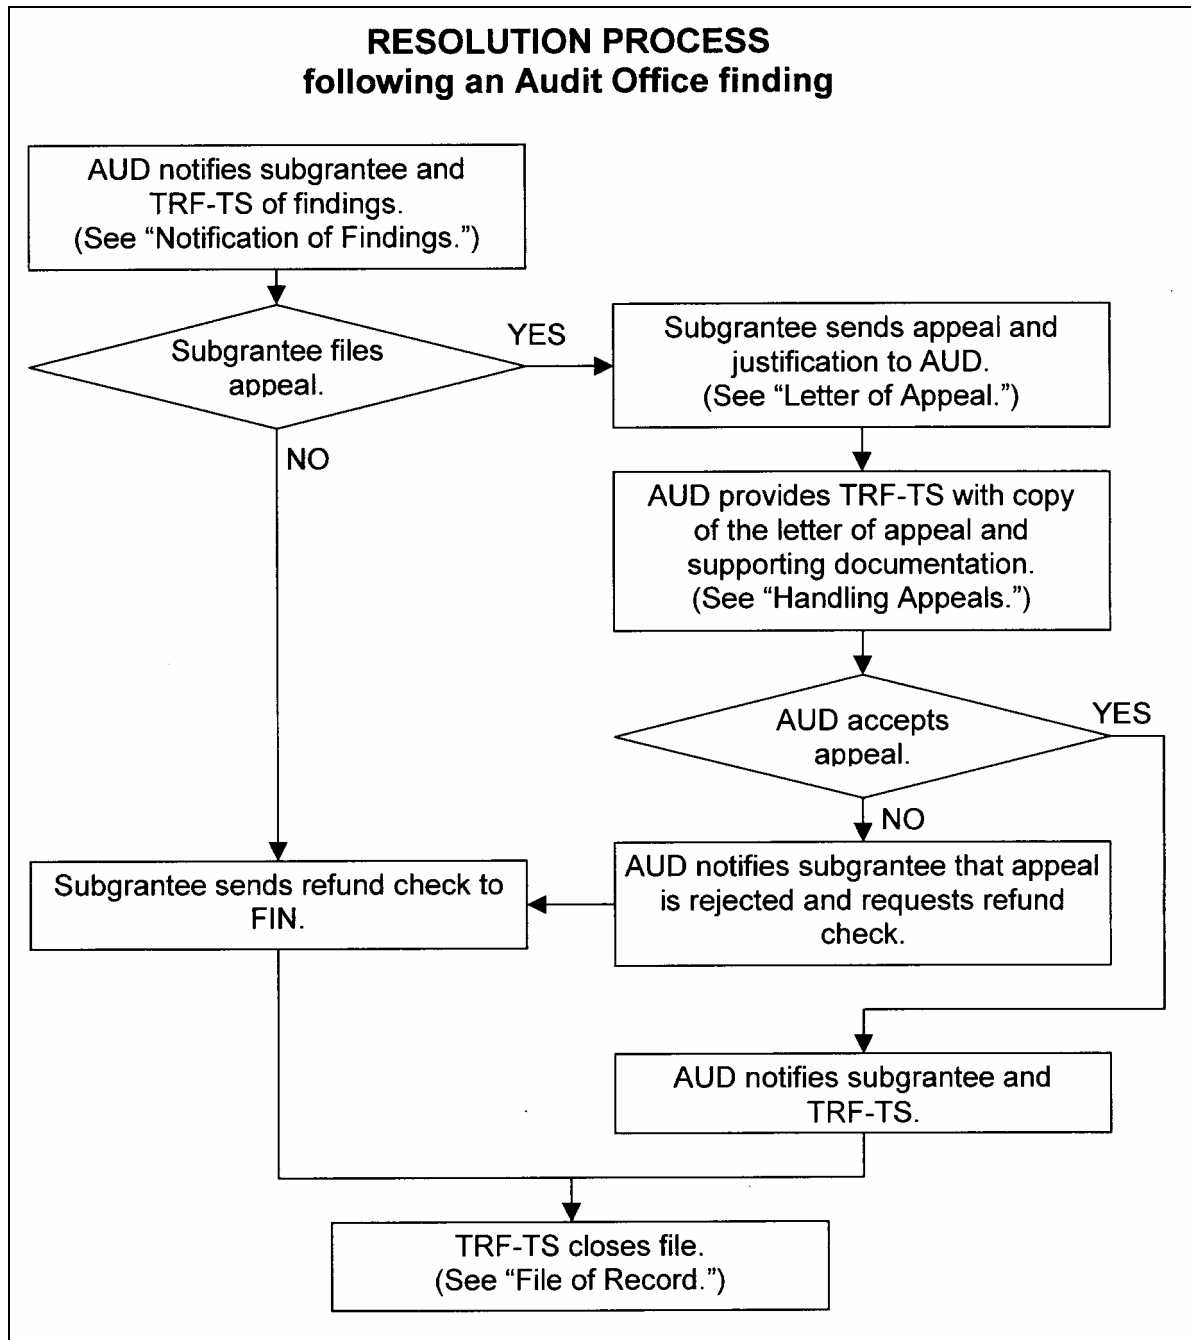 RESOLUTION PROCESS
following an Audit Office finding
AUD notifies subgrantee and
TRF-TS of findings.
(See “Notification of Findings.”)
Subgrantee files
appeal.
YES
Subgrantee sends appeal and
justification to AUD.
(See “Letter of Appeal.”)
NO
AUD provides TRF-TS with copy
of the letter of appeal and
supporting documentation.
(See “Handling Appeals.”)
AUD accepts
appeal.
YES
NO
AUD notifies subgrantee that appeal
is rejected and requests refund
check.
Subgrantee sends refund check to
FIN.
AUD notifies subgrantee and
TRF-TS.
TRF-TS closes file.
(See “File of Record.”)